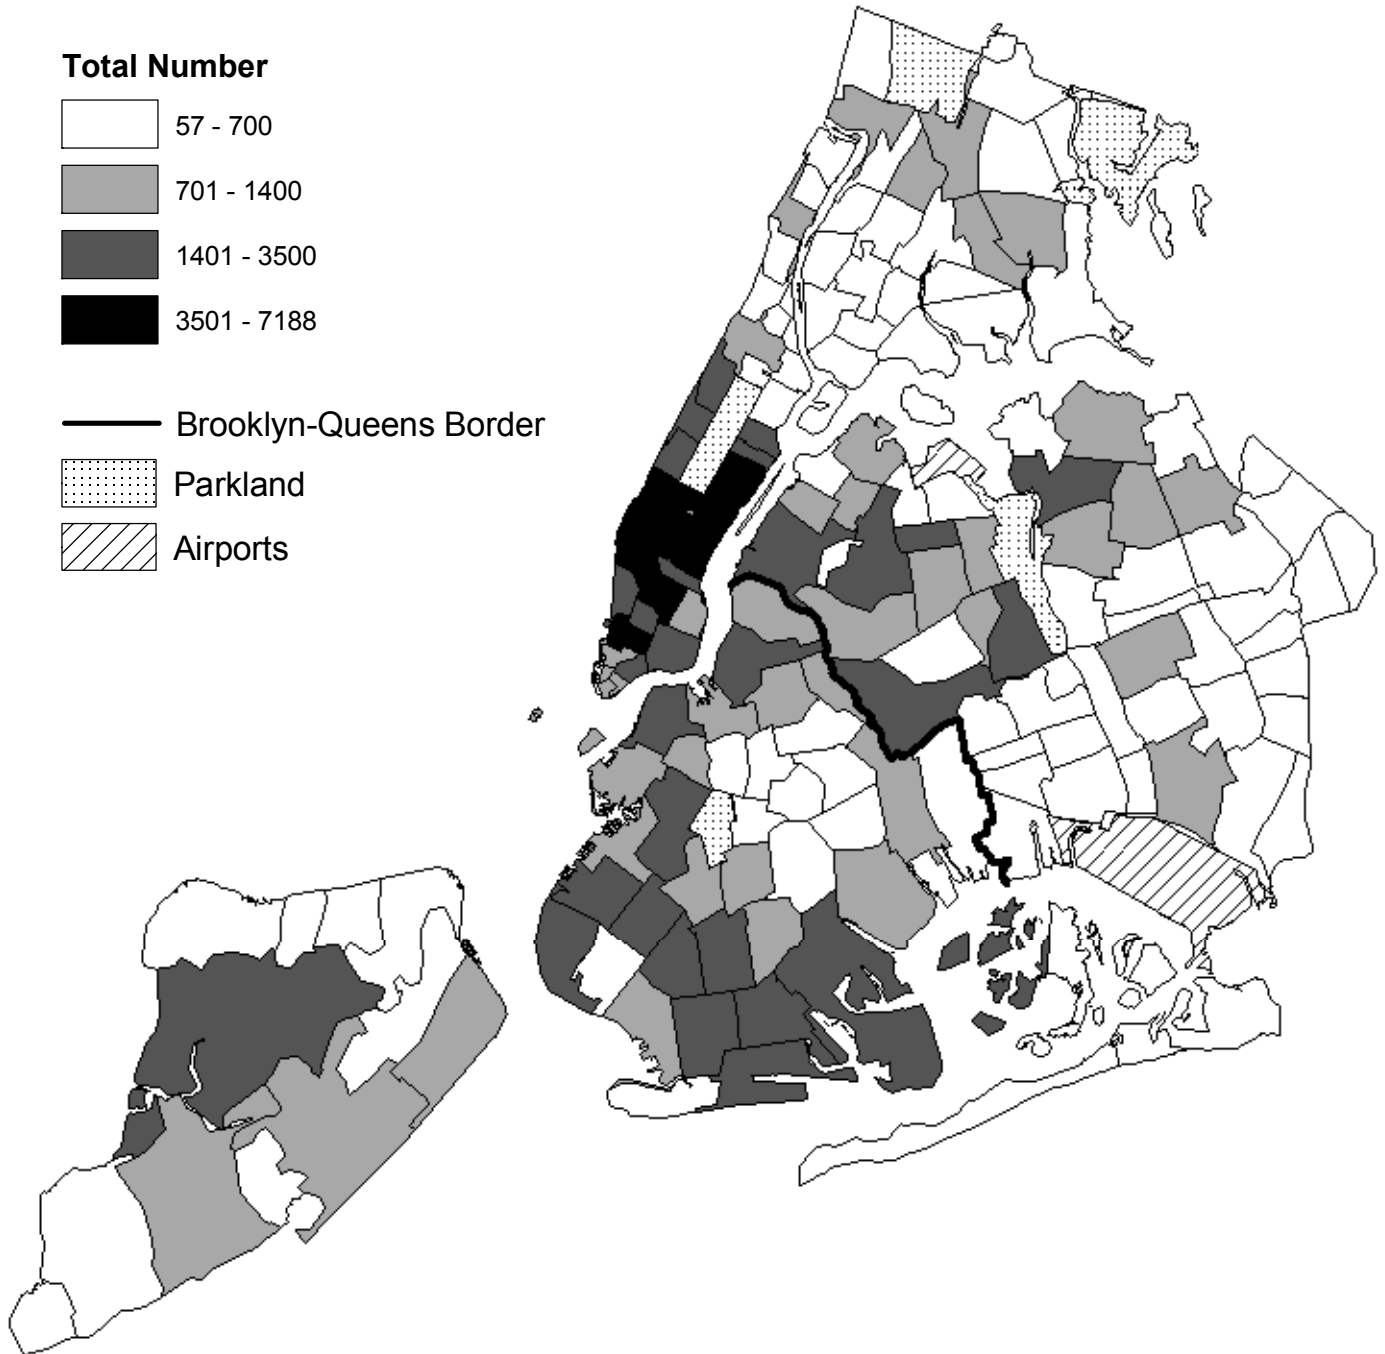 Total Number
57 - 700
701 - 1400
1401 - 3500
3501 - 7188
Brooklyn-Queens Border
Parkland
Airports